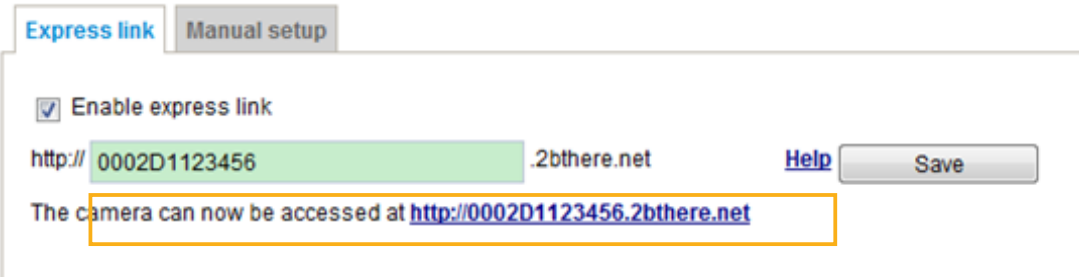 Express link Manual setup
Enable express link
http:// 0002D1123456 .2bthere.net Help Save
The camera can now be accessed at http://0002D1123456.2bthere.net